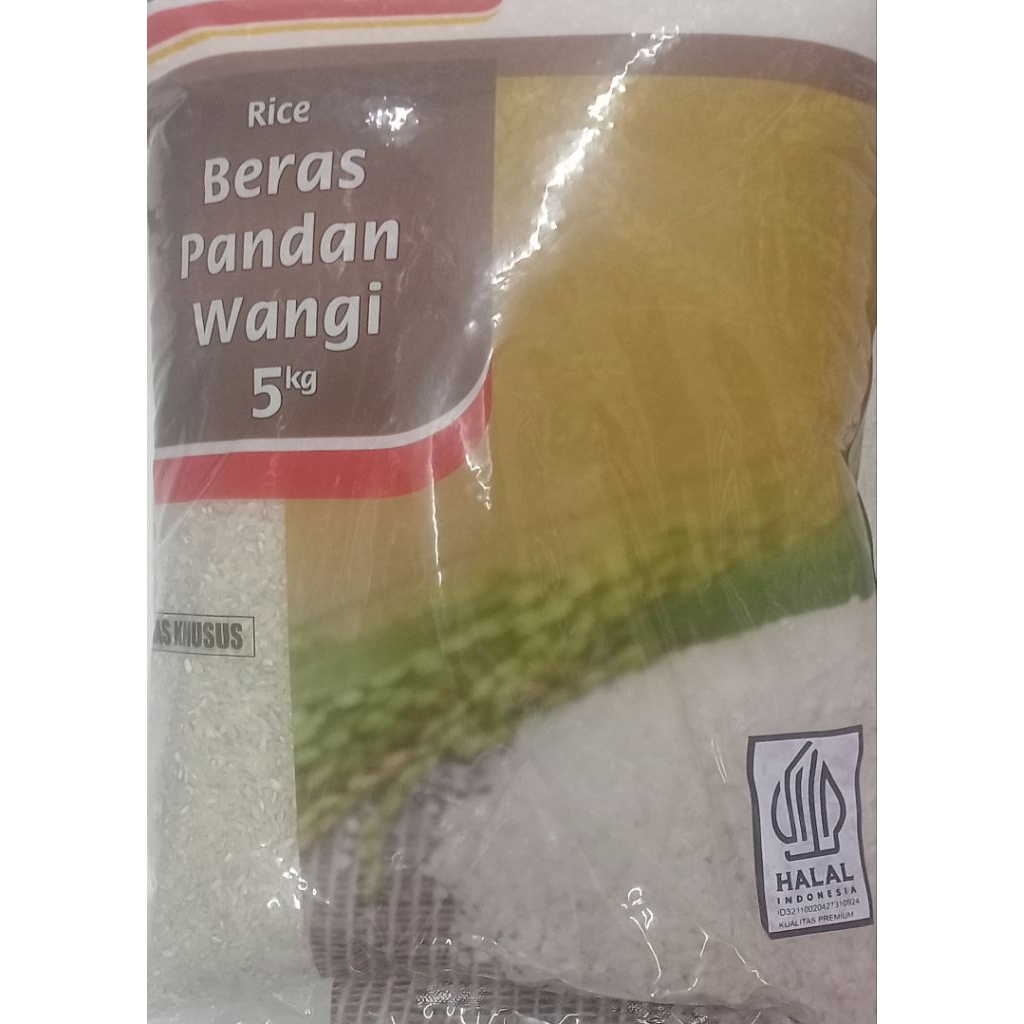 Rice
Beras
Pandan
Wangi
5kg
AS KHUSUS
HALAL
INDONESIA
ID32110020427310924
KUALITAS PREMIUM